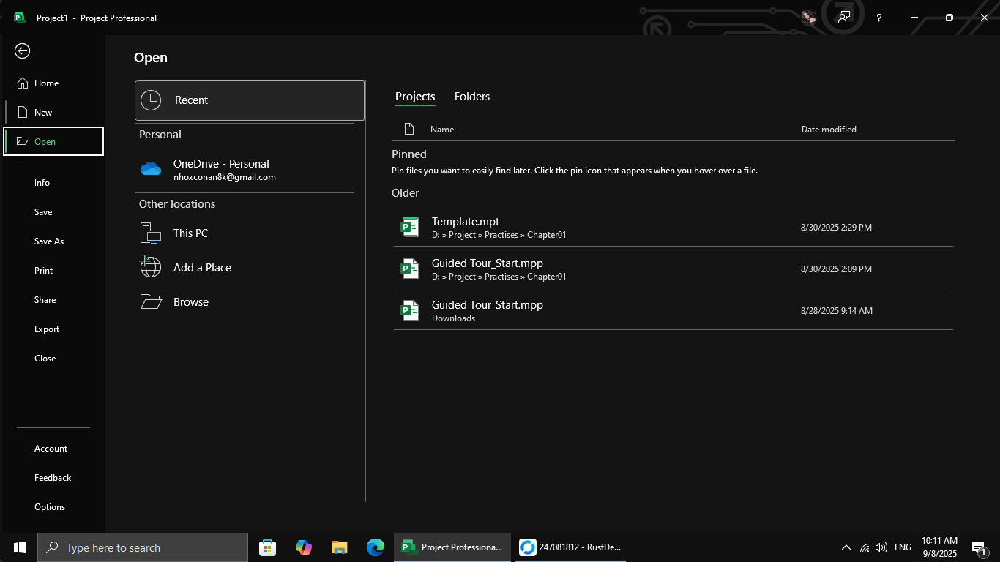 Project1 - Project Professional
?
Home
New
Open
Info
Save
Save As
Print
Share
Export
Close
Account
Feedback
Options
Open
Recent
Personal
OneDrive - Personal
nhoxconan8k@gmail.com
Other locations
This PC
Add a Place
Browse
Projects Folders
Name Date modified
Pinned
Pin files you want to easily find later. Click the pin icon that appears when you hover over a file.
Older
Template.mpt
D: » Project » Practises » Chapter01
8/30/2025 2:29 PM
Guided Tour_Start.mpp
D: » Project » Practises » Chapter01
8/30/2025 2:09 PM
Guided Tour_Start.mpp
Downloads
8/28/2025 9:14 AM
Type here to search
Project Professiona...
247081812 - RustDe...
ENG
10:11 AM
9/8/2025
1